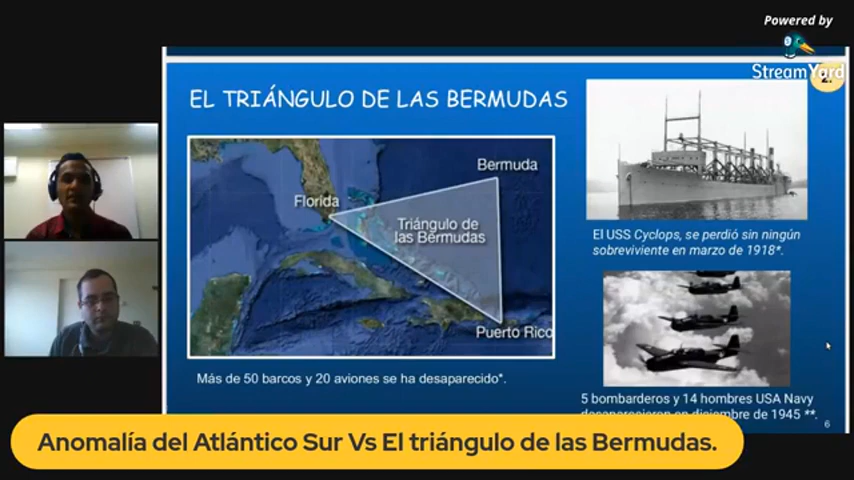 Powered by
StreamYard
EL TRIÁNGULO DE LAS BERMUDAS
Bermuda
Florida
Triángulo de
las Bermudas
Puerto Rico
Más de 50 barcos y 20 aviones se ha desaparecido*.
El USS Cyclops, se perdió sin ningún
sobreviviente en marzo de 1918*.
5 bombarderos y 14 hombres USA Navy
desaparecieron en diciembre de 1945 **.
6
Anomalía del Atlántico Sur Vs El triángulo de las Bermudas.